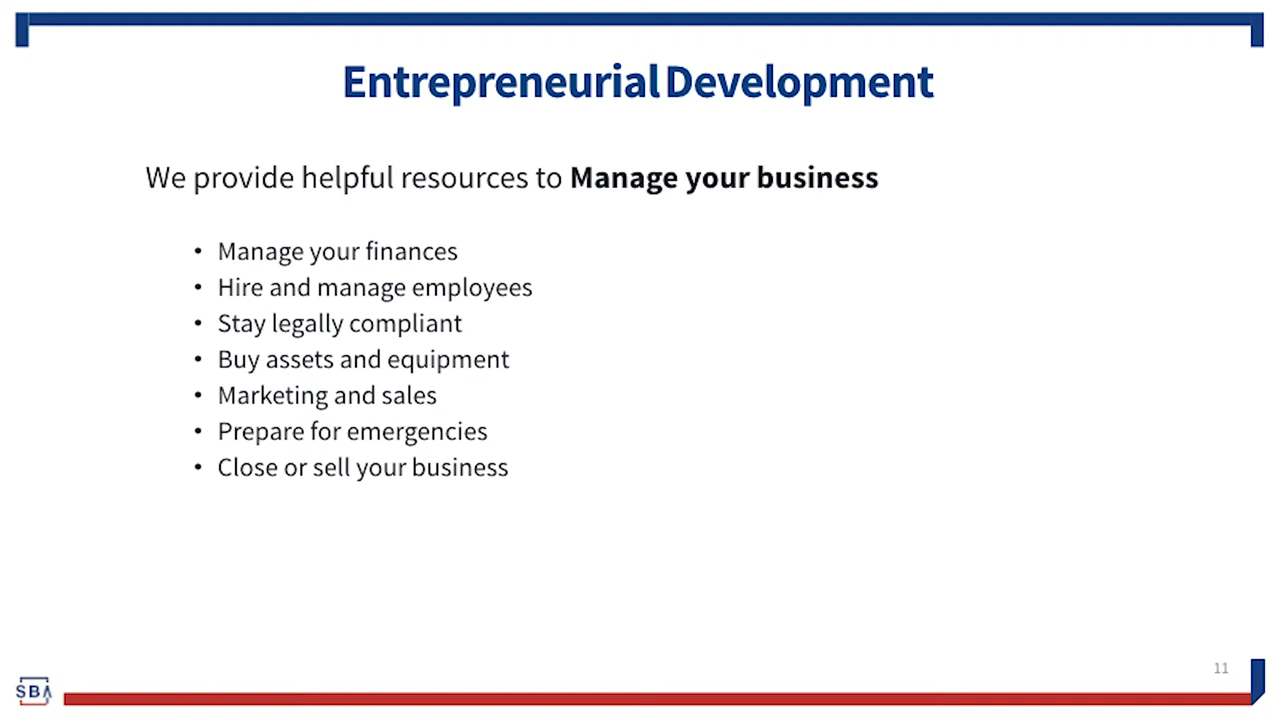 Entrepreneurial Development
We provide helpful resources to Manage your business
• Manage your finances
• Hire and manage employees
• Stay legally compliant
• Buy assets and equipment
• Marketing and sales
• Prepare for emergencies
• Close or sell your business
11
SBA